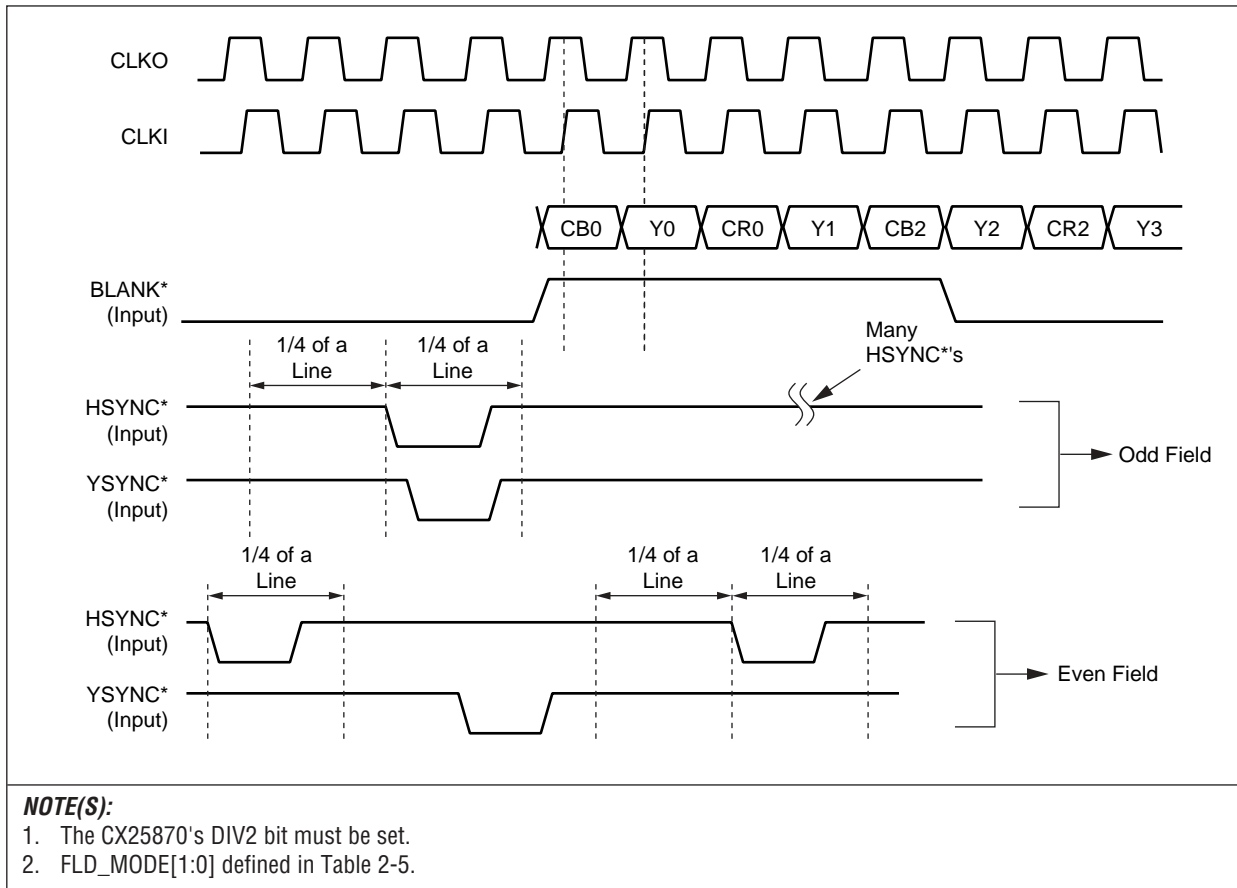 CLKO
CLKI
CB0 Y0 CR0 Y1 CB2 Y2 CR2 Y3
BLANK*
(Input)
Many
HSYNC*'s
1/4 of a
Line
1/4 of a
Line
HSYNC*
(Input)
Odd Field
YSYNC*
(Input)
1/4 of a
Line
1/4 of a
Line
1/4 of a
Line
HSYNC*
(Input)
Even Field
YSYNC*
(Input)
NOTE(S):
1. The CX25870's DIV2 bit must be set.
2. FLD_MODE[1:0] defined in Table 2-5.